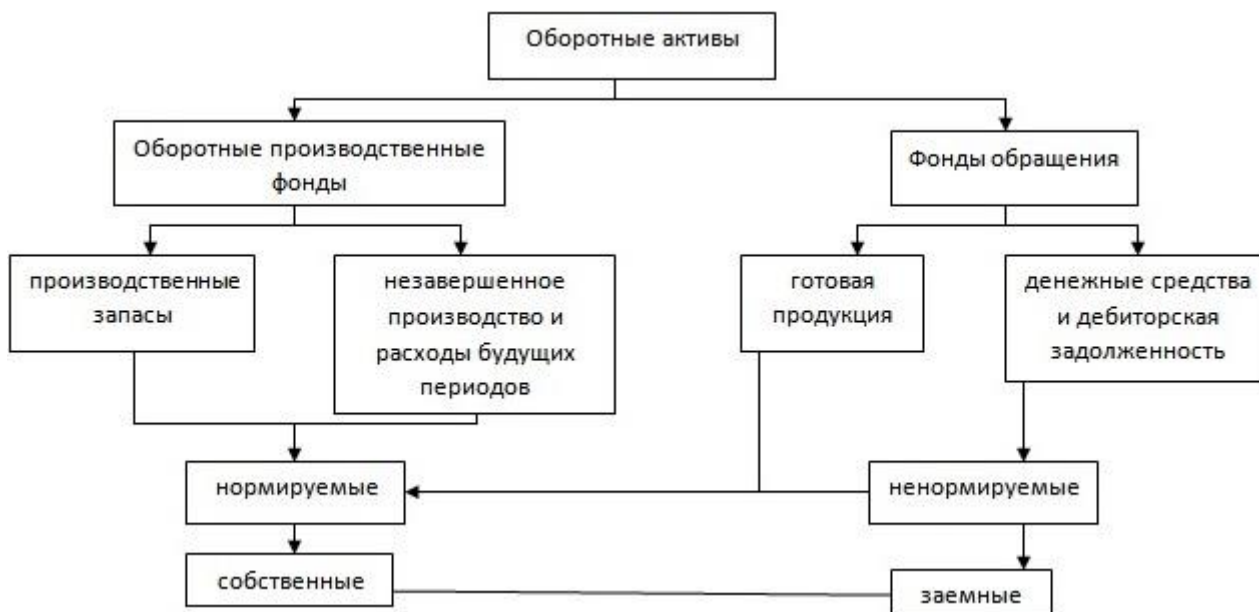 Оборотные активы
Оборотные производственные
фонды
Фонды обращения
производственные
запасы
незавершенное
производство и
расходы будущих
периодов
готовая
продукция
денежные средства
и дебиторская
задолженность
нормируемые
ненормируемые
собственные
заемные